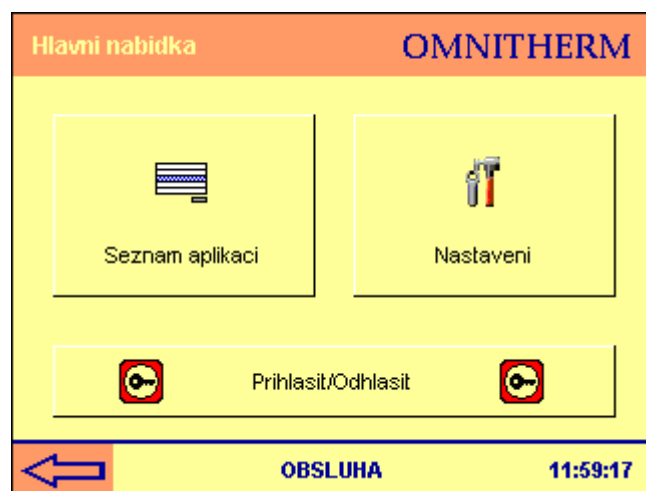 Hlavni nabidka
OMNITHERM
Seznam aplikaci
Nastaveni
Prihlasit/Odhlasit
OBSLUHA
11:59:17